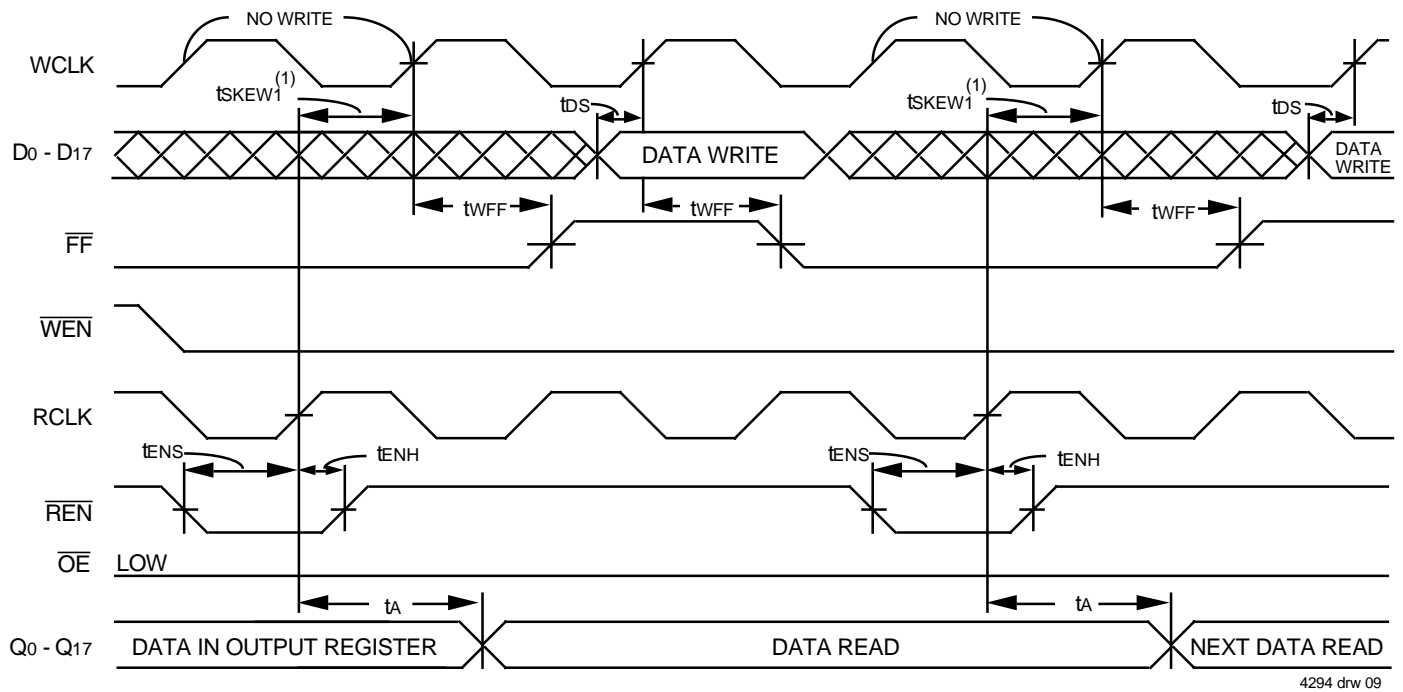 NO WRITE
NO WRITE
WCLK
tSKEW1(1)
tDS
tSKEW1(1)
tDS
D0 - D17
DATA WRITE
DATA
WRITE
tWFF
tWFF
tWFF
FF
WEN
RCLK
tENS
tENH
tENS
tENH
REN
OE
LOW
tA
tA
Q0 - Q17
DATA IN OUTPUT REGISTER
DATA READ
NEXT DATA READ
4294 drw 09